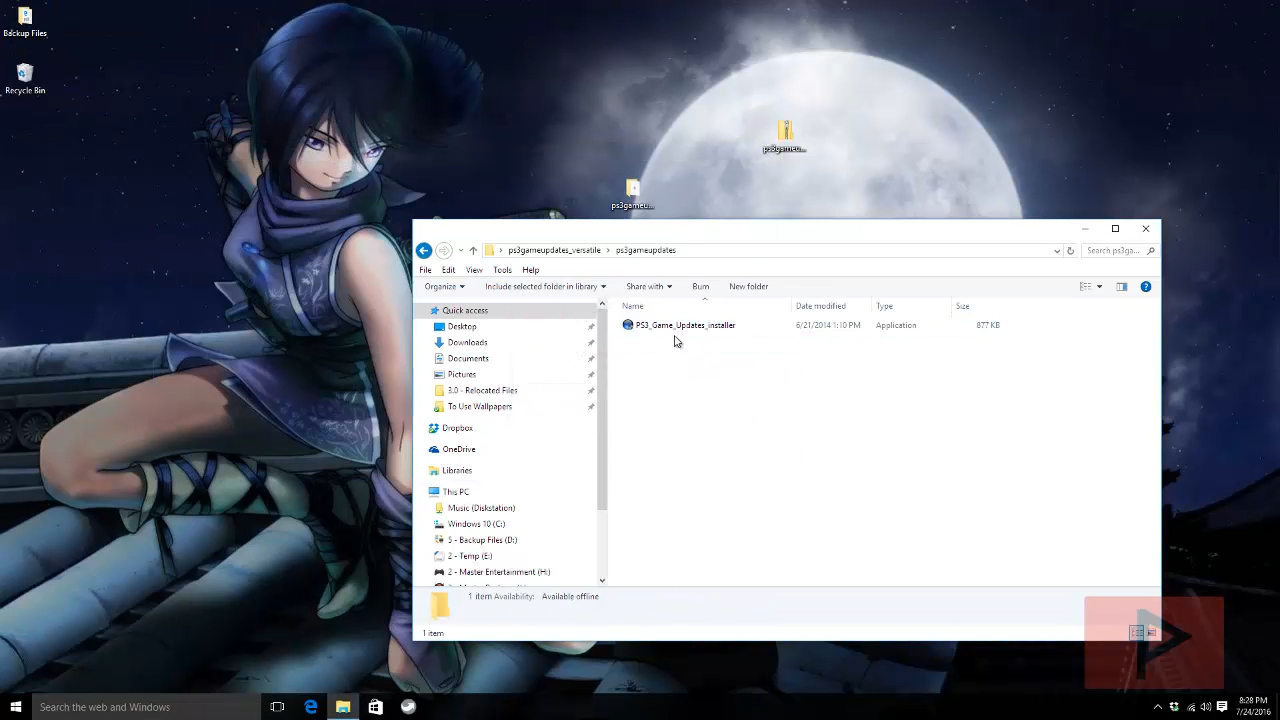 Backup Files
Recycle Bin
ps3gameu...
ps3gameu...
ps3gameupdates_versatile > ps3gameupdates
Search ps3ga...
File Edit View Tools Help
Organize Include selected folder in library Share with Burn New folder
Name Date modified Type Size
PS3_Game_Updates_installer 6/21/2014 1:10 PM Application 877 KB
Quick access
Desktop
Downloads
Documents
Pictures
3.0 - Relocated Files
To Use Wallpapers
Dropbox
OneDrive
Libraries
This PC
Music (Diskstation)
Windows 10 (C:)
5 - Backup Files (D:)
2 - Temp (E:)
2 - Master Entertainment (H:)
1 item Availability: Available offline
1 item
Search the web and Windows
8:28 PM
7/24/2016